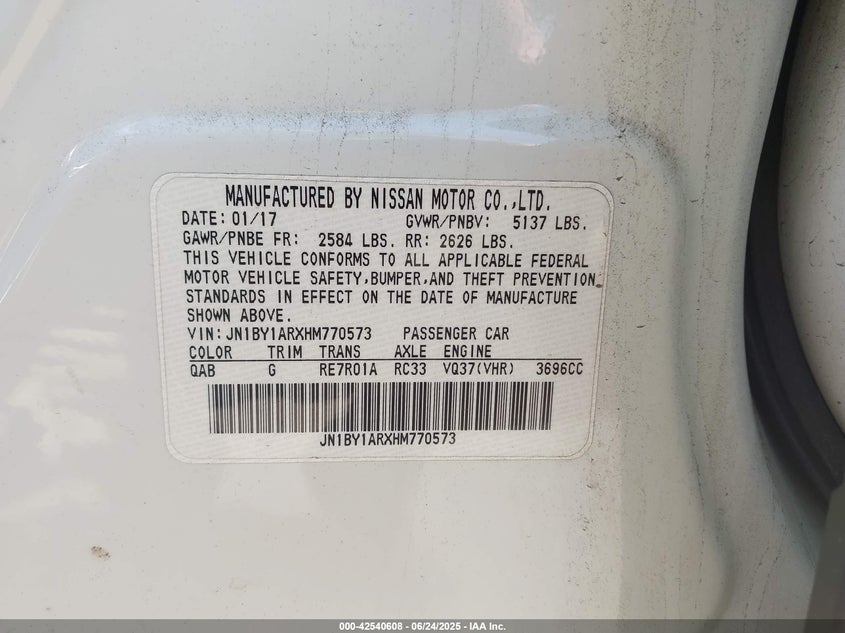 MANUFACTURED BY NISSAN MOTOR CO.,LTD.
DATE: 01/17 GVWR/PNBV: 5137 LBS.
GAWR/PNBE FR: 2584 LBS. RR: 2626 LBS.
THIS VEHICLE CONFORMS TO ALL APPLICABLE FEDERAL
MOTOR VEHICLE SAFETY,BUMPER,AND THEFT PREVENTION
STANDARDS IN EFFECT ON THE DATE OF MANUFACTURE
SHOWN ABOVE.
VIN: JN1BY1ARXHM770573 PASSENGER CAR
COLOR TRIM TRANS AXLE ENGINE
QAB G RE7R01A RC33 VQ37(VHR) 3696CC
JN1BY1ARXHM770573
000-42540608 - 06/24/2025 - IAA Inc.